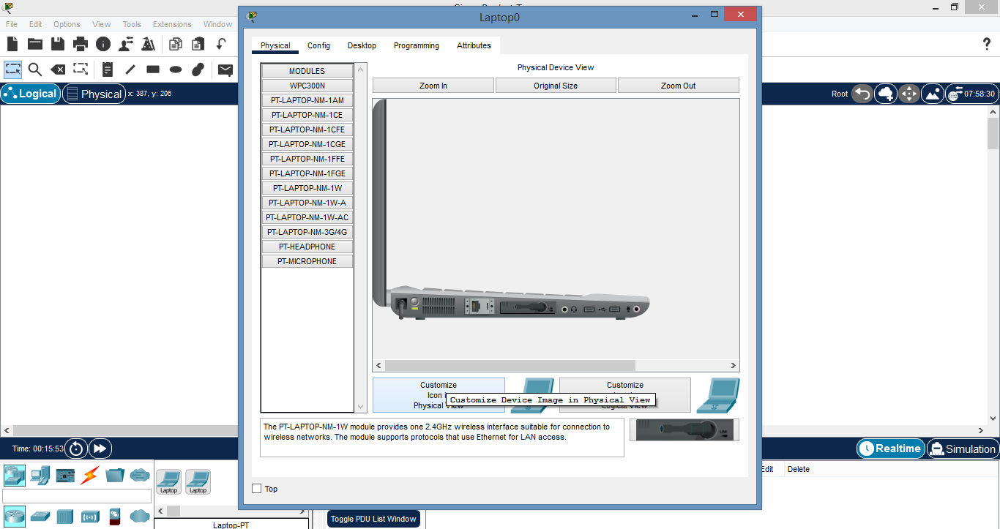 Laptop0
File Edit Options View Tools Extensions Window
Physical Config Desktop Programming Attributes
MODULES
WPC300N
PT-LAPTOP-NM-1AM
PT-LAPTOP-NM-1CE
PT-LAPTOP-NM-1CFE
PT-LAPTOP-NM-1CGE
PT-LAPTOP-NM-1FFE
PT-LAPTOP-NM-1FGE
PT-LAPTOP-NM-1W
PT-LAPTOP-NM-1W-A
PT-LAPTOP-NM-1W-AC
PT-LAPTOP-NM-3G/4G
PT-HEADPHONE
PT-MICROPHONE
Physical Device View
Zoom In Original Size Zoom Out
Logical Physical x: 387, y: 206
Root 07:58:30
Customize
Icon
Physical View
Customize
Logical View
Customize Device Image in Physical View
The PT-LAPTOP-NM-1W module provides one 2.4GHz wireless interface suitable for connection to
wireless networks. The module supports protocols that use Ethernet for LAN access.
LINK
Time: 00:15:53
Realtime Simulation
Edit Delete
Laptop Laptop
Top
Toggle PDU List Window
Laptop-PT